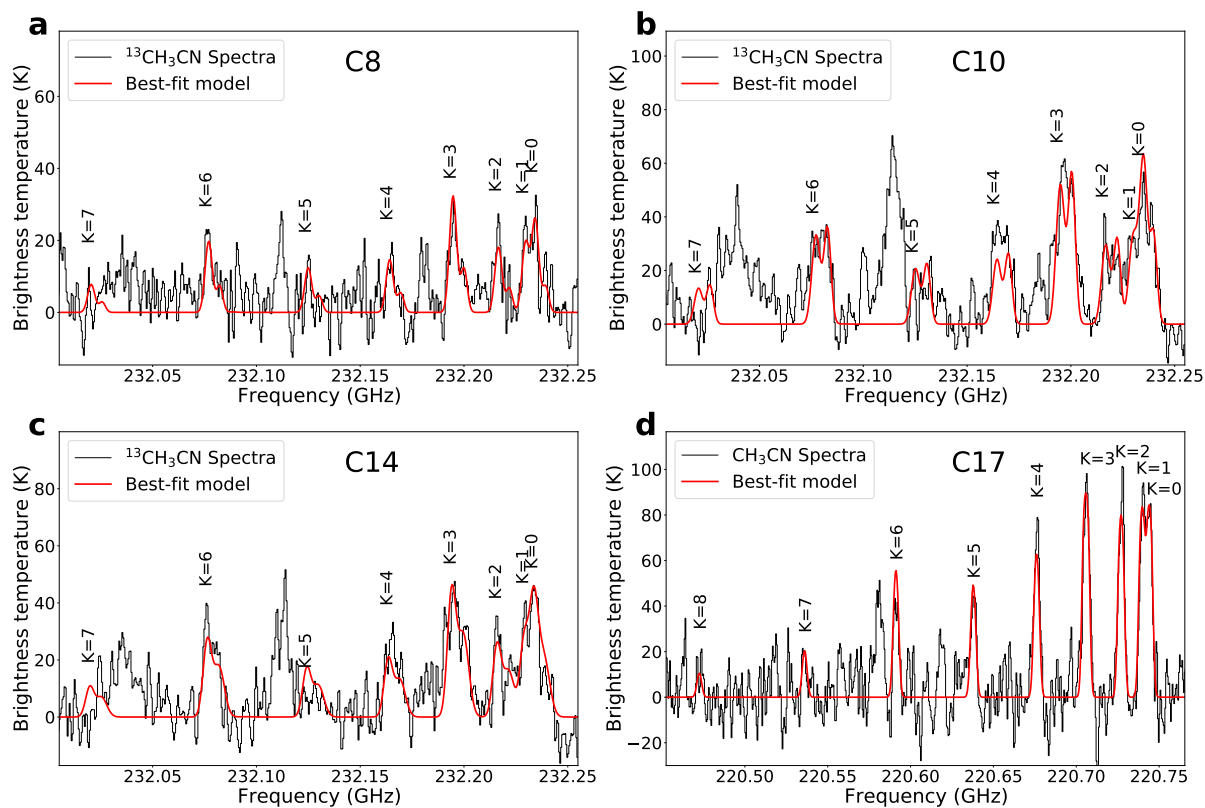 a
¹³CH₃CN Spectra
Best-fit model
C8
K=7
K=6
K=5
K=4
K=3
K=2
K=1
K=0
Brightness temperature (K)
60
40
20
0
232.05
232.10
232.15
232.20
232.25
Frequency (GHz)
b
¹³CH₃CN Spectra
Best-fit model
C10
K=7
K=6
K=5
K=4
K=3
K=2
K=1
K=0
Brightness temperature (K)
100
80
60
40
20
0
232.05
232.10
232.15
232.20
232.25
Frequency (GHz)
c
¹³CH₃CN Spectra
Best-fit model
C14
K=7
K=6
K=5
K=4
K=3
K=2
K=1
K=0
Brightness temperature (K)
80
60
40
20
0
232.05
232.10
232.15
232.20
232.25
Frequency (GHz)
d
CH₃CN Spectra
Best-fit model
C17
K=8
K=7
K=6
K=5
K=4
K=3
K=2
K=1
K=0
Brightness temperature (K)
100
80
60
40
20
0
−20
220.50
220.55
220.60
220.65
220.70
220.75
Frequency (GHz)